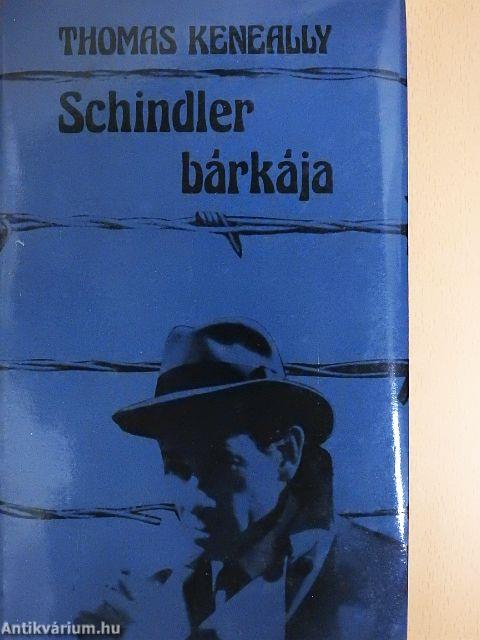 THOMAS KENEALLY
Schindler
bárkája
Antikvárium.hu